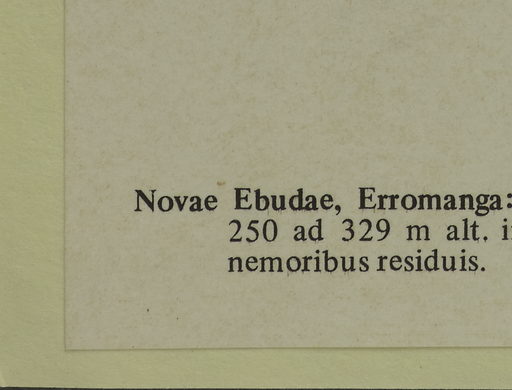 Novae Ebudae, Erromanga:
250 ad 329 m alt. i
nemoribus residuis.